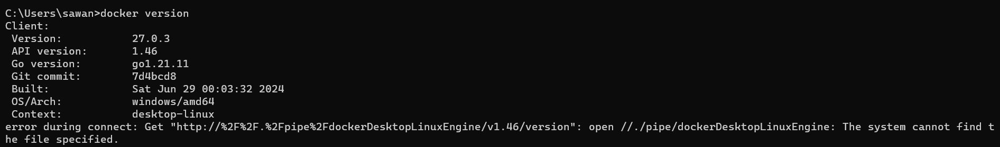 C:\Users\sawan>docker version
Client:
 Version:           27.0.3
 API version:       1.46
 Go version:        go1.21.11
 Git commit:        7d4bcd8
 Built:             Sat Jun 29 00:03:32 2024
 OS/Arch:           windows/amd64
 Context:           desktop-linux
error during connect: Get "http://%2F%2F.%2Fpipe%2FdockerDesktopLinuxEngine/v1.46/version": open //./pipe/dockerDesktopLinuxEngine: The system cannot find t
he file specified.